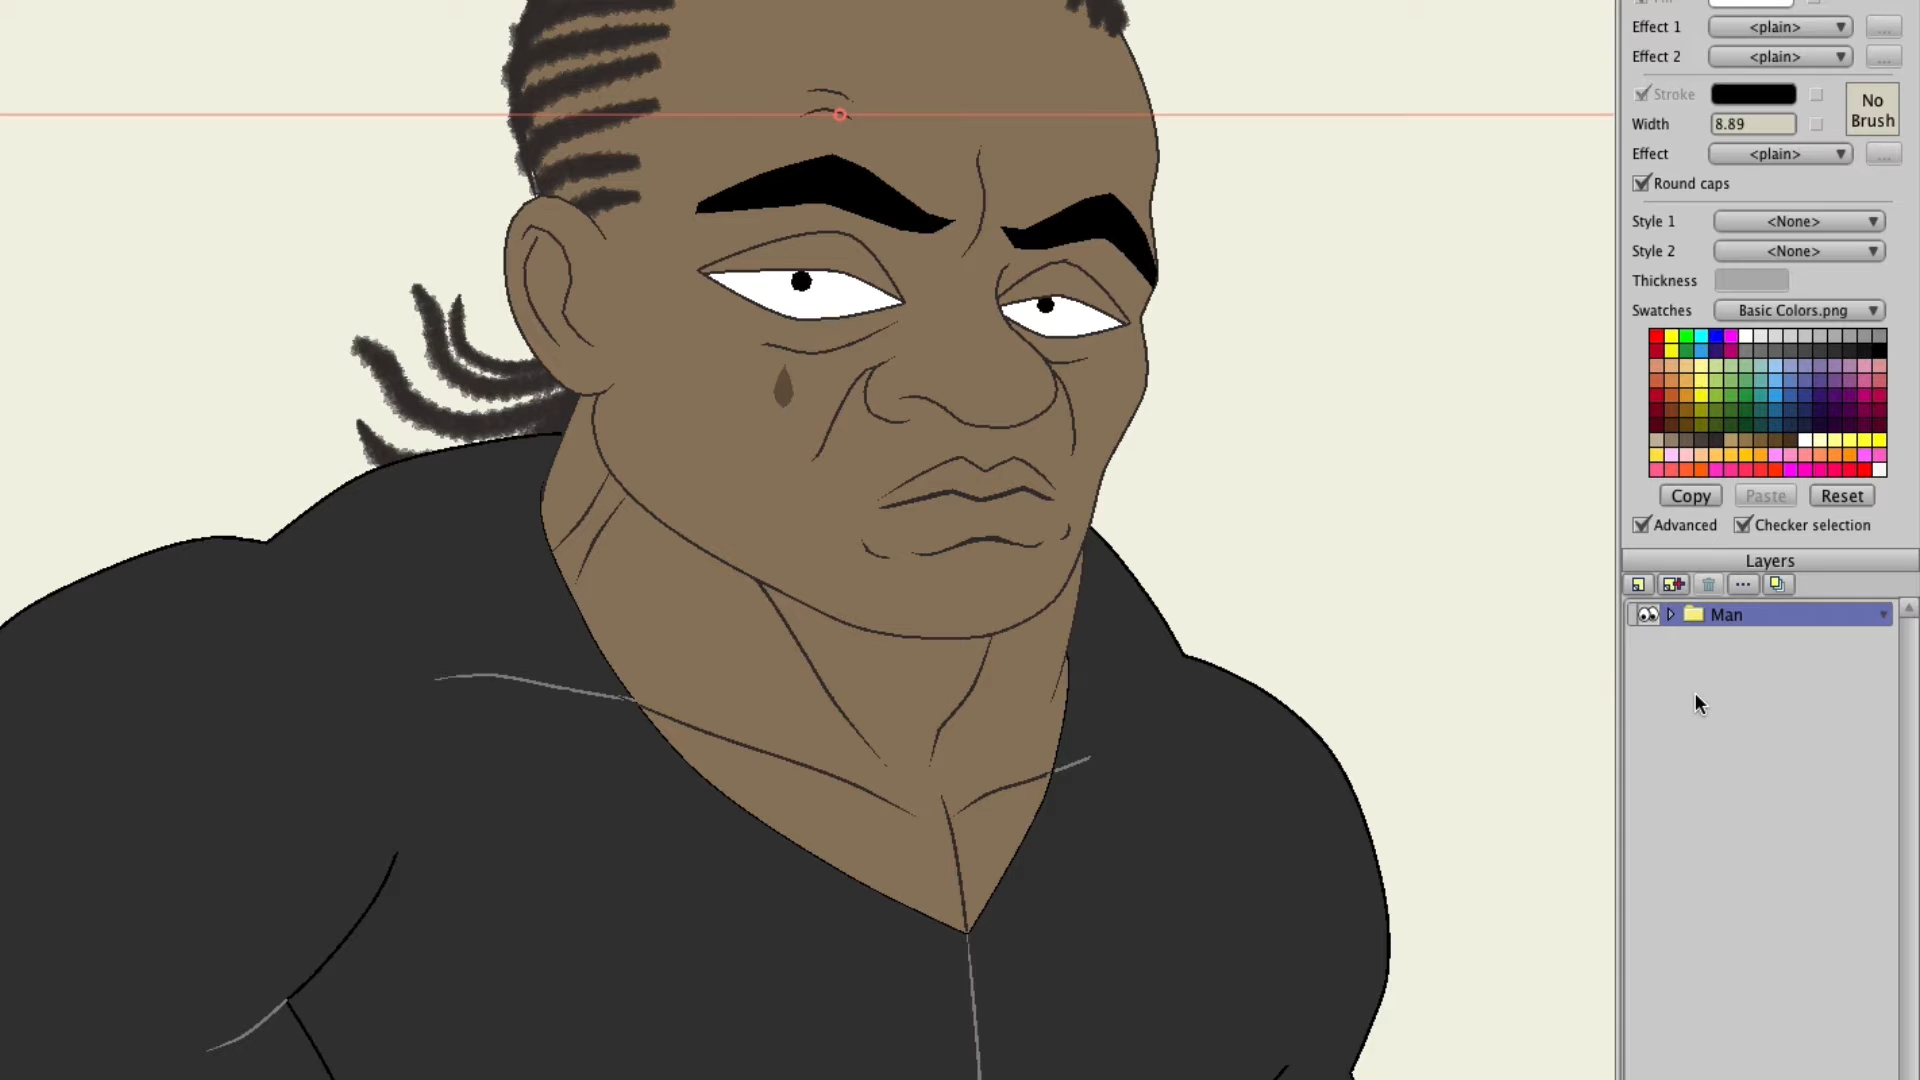 Effect 1 <plain> ...
Effect 2 <plain> ...
Stroke No Brush
Width 8.89
Effect <plain> ...
Round caps
Style 1 <None>
Style 2 <None>
Thickness
Swatches Basic Colors.png
Copy Paste Reset
Advanced Checker selection
Layers
Man